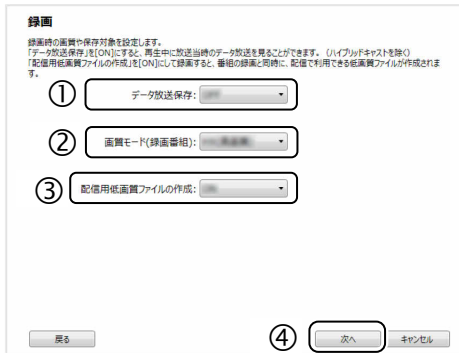 録画
録画時の画質や保存対象を設定します。
「データ放送保存」を[ON]にすると、再生中に放送当時のデータ放送を見ることができます。（ハイブリッドキャストを除く）
「配信用低画質ファイルの作成」を[ON]にして録画すると、番組の録画と同時に、配信で利用できる低画質ファイルが作成されま
す。
① データ放送保存：
② 画質モード(録画番組)：
③ 配信用低画質ファイルの作成：
戻る ④ 次へ キャンセル